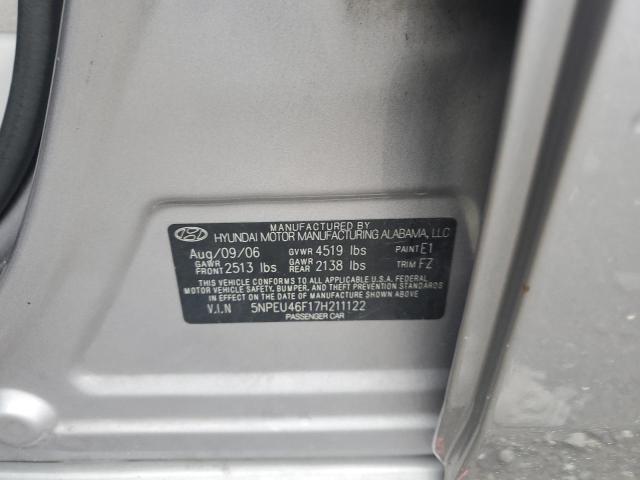 MANUFACTURED BY
HYUNDAI MOTOR MANUFACTURING ALABAMA, LLC
Aug/09/06 GVWR 4519 lbs PAINT E1
GAWR FRONT 2513 lbs GAWR REAR 2138 lbs TRIM FZ
THIS VEHICLE CONFORMS TO ALL APPLICABLE U.S.A. FEDERAL
MOTOR VEHICLE SAFETY, BUMPER, AND THEFT PREVENTION STANDARDS
IN EFFECT ON THE DATE OF MANUFACTURE SHOWN ABOVE.
V.I.N 5NPEU46F17H211122
PASSENGER CAR